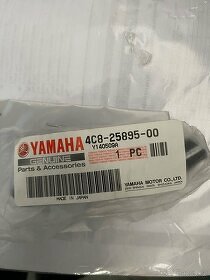 YAMAHA 4C8-25895-00
GENUINE Y140509A
Parts & Accessories 1 PC
MADE IN JAPAN YAMAHA MOTOR CO., LTD.